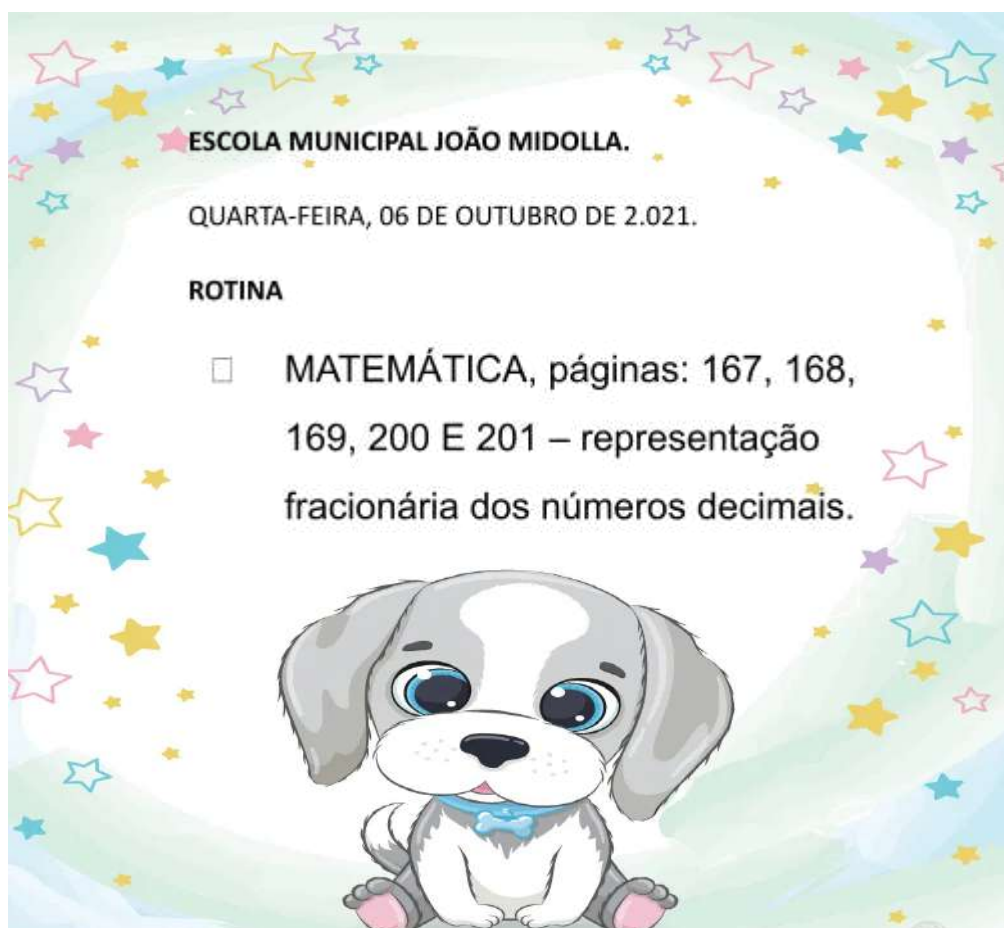 ESCOLA MUNICIPAL JOÃO MIDOLLA.
QUARTA-FEIRA, 06 DE OUTUBRO DE 2.021.
ROTINA
MATEMÁTICA, páginas: 167, 168,
169, 200 E 201 – representação
fracionária dos números decimais.